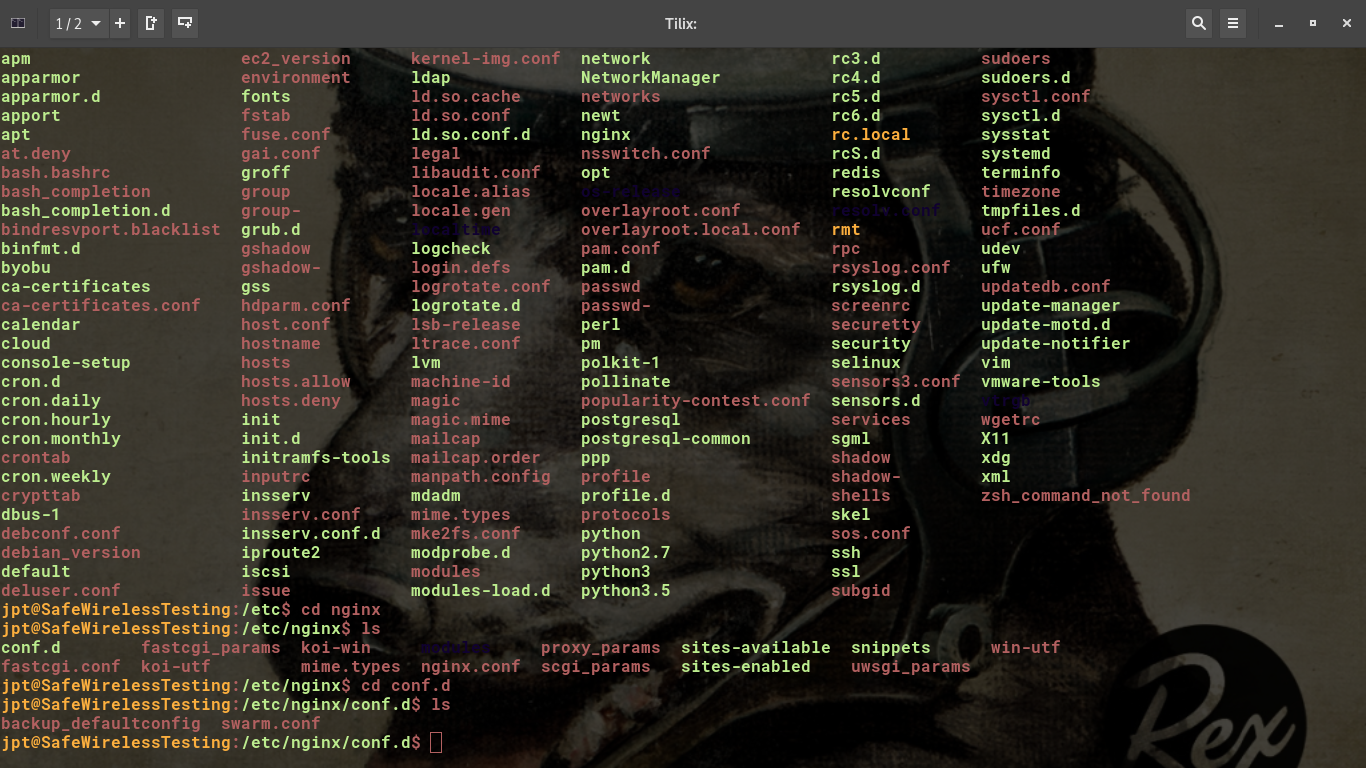 1 / 2 Tilix:
apm ec2_version kernel-img.conf network rc3.d sudoers
apparmor environment ldap NetworkManager rc4.d sudoers.d
apparmor.d fonts ld.so.cache networks rc5.d sysctl.conf
apport fstab ld.so.conf newt rc6.d sysctl.d
apt fuse.conf ld.so.conf.d nginx rc.local sysstat
at.deny gai.conf legal nsswitch.conf rcS.d systemd
bash.bashrc groff libaudit.conf opt redis terminfo
bash_completion group locale.alias os-release resolvconf timezone
bash_completion.d group- locale.gen overlayroot.conf resolv.conf tmpfiles.d
bindresvport.blacklist grub.d localtime overlayroot.local.conf rmt ucf.conf
binfmt.d gshadow logcheck pam.conf rpc udev
byobu gshadow- login.defs pam.d rsyslog.conf ufw
ca-certificates gss logrotate.conf passwd rsyslog.d updatedb.conf
ca-certificates.conf hdparm.conf logrotate.d passwd- screenrc update-manager
calendar host.conf lsb-release perl securetty update-motd.d
cloud hostname ltrace.conf pm security update-notifier
console-setup hosts lvm polkit-1 selinux vim
cron.d hosts.allow machine-id pollinate sensors3.conf vmware-tools
cron.daily hosts.deny magic popularity-contest.conf sensors.d vtrgb
cron.hourly init magic.mime postgresql services wgetrc
cron.monthly init.d mailcap postgresql-common sgml X11
crontab initramfs-tools mailcap.order ppp shadow xdg
cron.weekly inputrc manpath.config profile shadow- xml
crypttab insserv mdadm profile.d shells zsh_command_not_found
dbus-1 insserv.conf mime.types protocols skel
debconf.conf insserv.conf.d mke2fs.conf python sos.conf
debian_version iproute2 modprobe.d python2.7 ssh
default iscsi modules python3 ssl
deluser.conf issue modules-load.d python3.5 subgid
jpt@SafeWirelessTesting:/etc$ cd nginx
jpt@SafeWirelessTesting:/etc/nginx$ ls
conf.d fastcgi_params koi-win modules proxy_params sites-available snippets win-utf
fastcgi.conf koi-utf mime.types nginx.conf scgi_params sites-enabled uwsgi_params
jpt@SafeWirelessTesting:/etc/nginx$ cd conf.d
jpt@SafeWirelessTesting:/etc/nginx/conf.d$ ls
backup_defaultconfig swarm.conf
jpt@SafeWirelessTesting:/etc/nginx/conf.d$
Rex